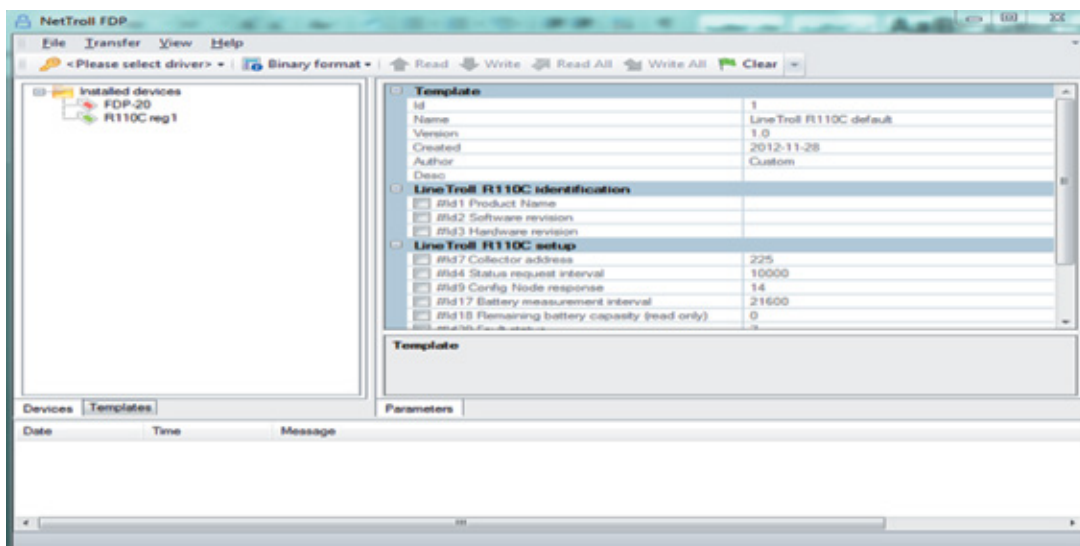 NetTroll FDP
File Transfer View Help
<Please select driver> Binary format Read Write Read All Write All Clear
Installed devices
FDP-20
R110C reg1
Template
Id 1
Name LineTroll R110C default
Version 1.0
Created 2012-11-28
Author Custom
Desc
LineTroll R110C identification
#Id1 Product Name
#Id2 Software revision
#Id3 Hardware revision
LineTroll R110C setup
#Id7 Collector address 225
#Id4 Status request interval 10000
#Id9 Config Node response 14
#Id17 Battery measurement interval 21600
#Id18 Remaining battery capasity (read only) 0
Template
Devices Templates
Parameters
Date Time Message